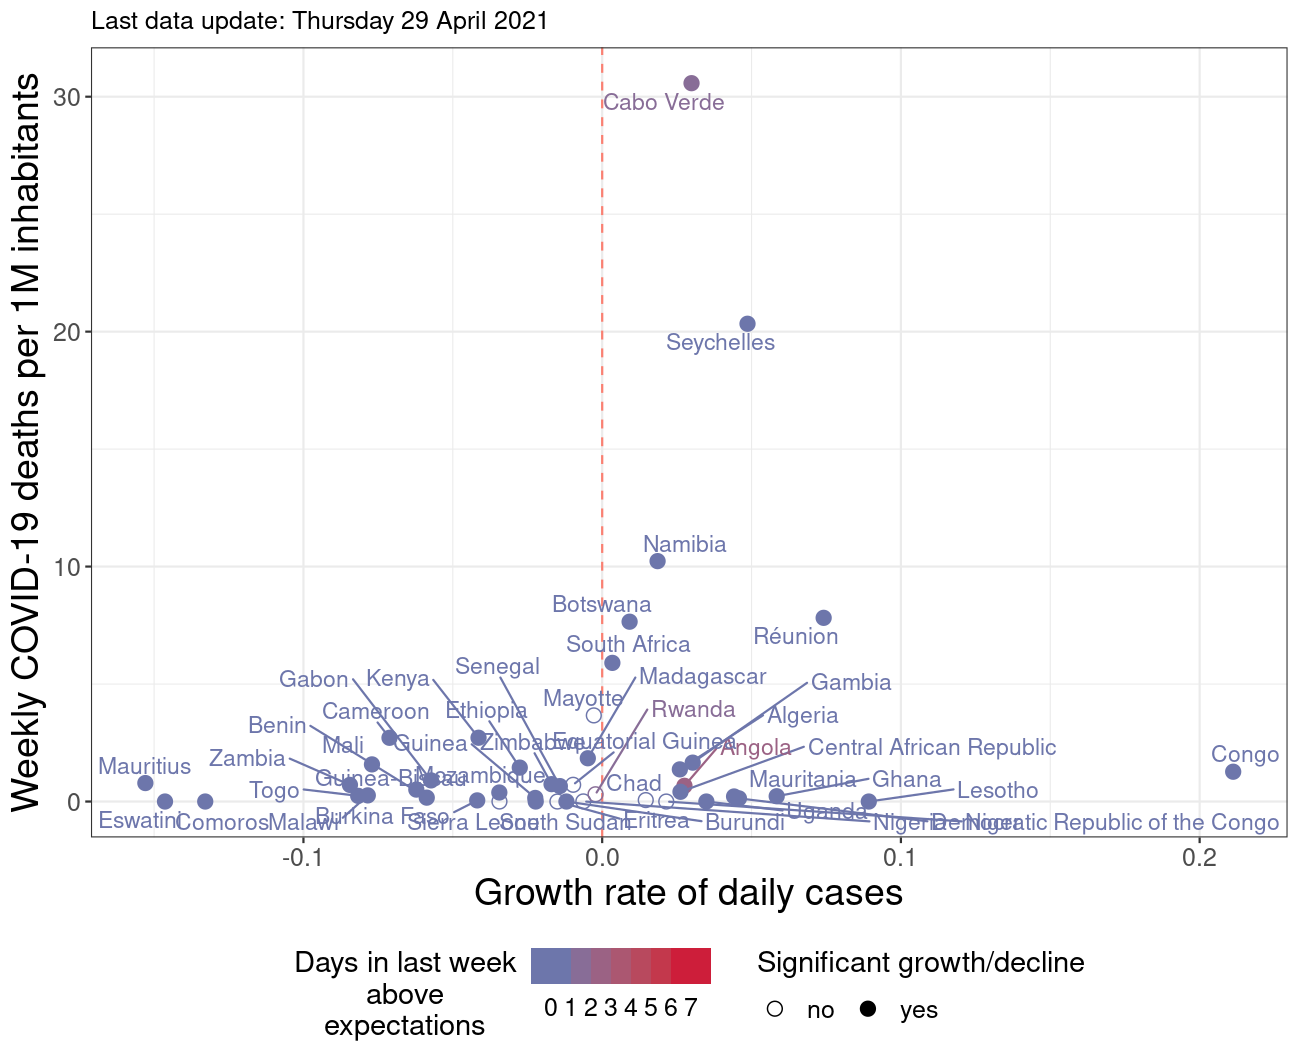 Last data update: Thursday 29 April 2021
Weekly COVID-19 deaths per 1M inhabitants
30
Cabo Verde
20
Seychelles
Namibia
10
Botswana
Réunion
South Africa
Senegal
Gabon
Kenya
Madagascar
Gambia
Mayotte
Cameroon
Ethiopia
Rwanda
Algeria
Benin
Mali
Guinea
Zimbabwe
Equatorial Guinea
Angola
Central African Republic
Zambia
Congo
Mauritius
Guinea-Bissau
Mozambique
Chad
Mauritania
Ghana
Togo
Lesotho
0
Burkina Faso
Uganda
Eswatini
Comoros
Malawi
Sierra Leone
South Sudan
Eritrea
Burundi
Nigeria
Democratic Republic of the Congo
Niger
-0.1
0.0
0.1
0.2
Growth rate of daily cases
Days in last week
above
expectations
0 1 2 3 4 5 6 7
Significant growth/decline
no
yes